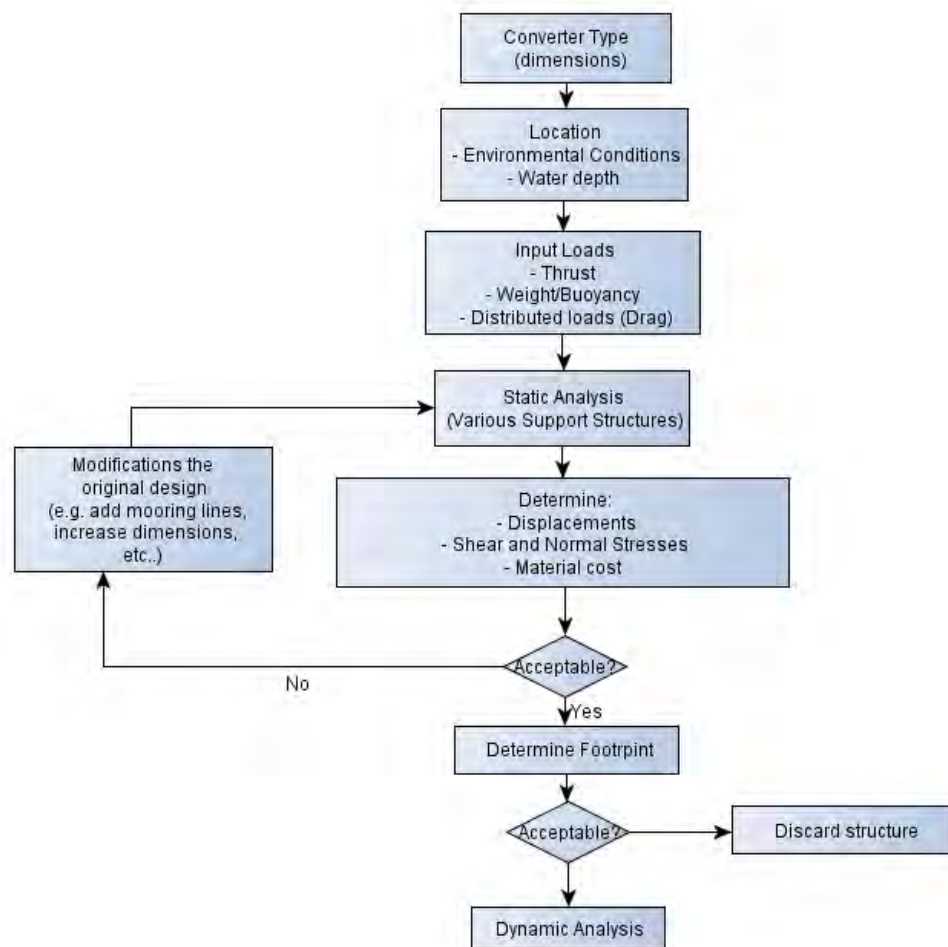 Converter Type
(dimensions)
Location
- Environmental Conditions
- Water depth
Input Loads
- Thrust
- Weight/Buoyancy
- Distributed loads (Drag)
Static Analysis
(Various Support Structures)
Modifications the
original design
(e.g. add mooring lines,
increase dimensions,
etc..)
Determine:
- Displacements
- Shear and Normal Stresses
- Material cost
Acceptable?
No
Yes
Determine Footrpint
Acceptable?
Discard structure
Dynamic Analysis